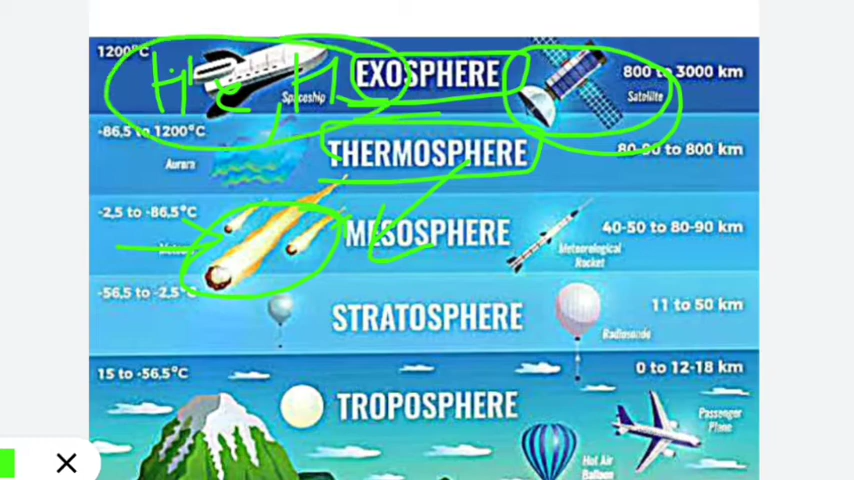 1200°C
He, H
EXOSPHERE
800 to 3000 km
Spaceship
Satellite
-86,5 to 1200°C
Aurora
THERMOSPHERE
80-90 to 800 km
-2,5 to -86,5°C
MESOSPHERE
40-50 to 80-90 km
Meteorological
Rocket
-56,5 to -2,5°C
STRATOSPHERE
11 to 50 km
Radiosonde
15 to -56,5°C
TROPOSPHERE
0 to 12-18 km
Passenger
Plane
Hot Air
Balloon